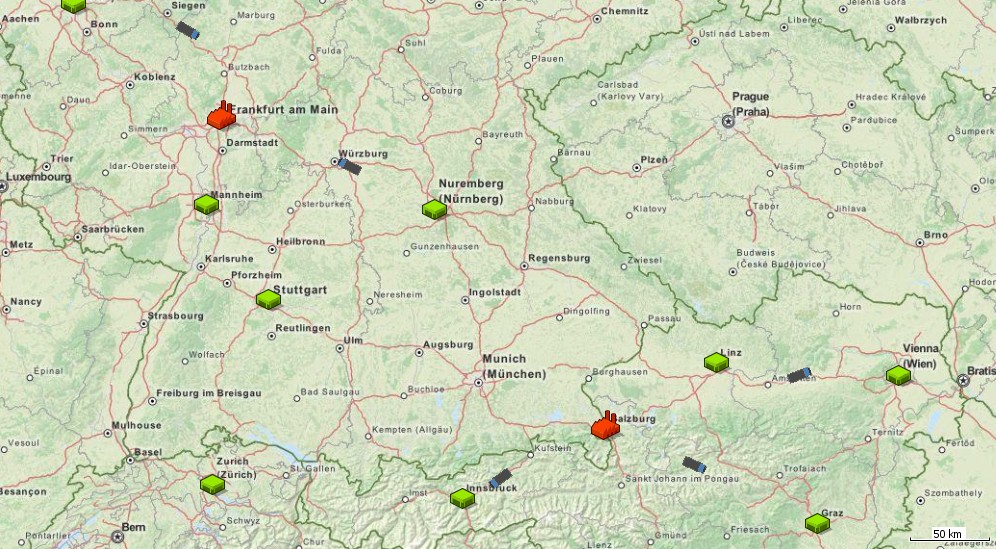 Aachen
Bonn
Siegen
Marburg
Suhl
Plauen
Chemnitz
Ústí nad Labem
Liberec
Jelenia Góra
Wałbrzych
Koblenz
Butzbach
Fulda
Coburg
Carlsbad
(Karlovy Vary)
Prague
(Praha)
Hradec Králové
Pardubice
Daun
Simmern
Frankfurt am Main
Darmstadt
Würzburg
Bayreuth
Bärnau
Plzeň
Vlašim
Chotěboř
Trier
Luxembourg
Idar-Oberstein
Mannheim
Osterburken
Nuremberg
(Nürnberg)
Nabburg
Klatovy
Tábor
Jihlava
Brno
Saarbrücken
Metz
Heilbronn
Karlsruhe
Pforzheim
Gunzenhausen
Regensburg
Zwiesel
Budweis
(České Budějovice)
Nancy
Strasbourg
Stuttgart
Neresheim
Ingolstadt
Dingolfing
Passau
Horn
Reutlingen
Ulm
Augsburg
Munich
(München)
Wolfach
Epinal
Freiburg im Breisgau
Bad Saulgau
Buchloe
Burghausen
Linz
Vienna
(Wien)
Bratis
Mulhouse
Vesoul
Basel
Kempten (Allgäu)
Salzburg
Kufstein
Ternitz
Fertőd
Besançon
Zurich
(Zürich)
St. Gallen
Imst
Innsbruck
Sankt Johann im Pongau
Trofaiach
Szombathely
Bern
Schwyz
Chur
Pontarlier
Lienz
Gmünd
Friesach
Graz
Zalaegersz
50 km